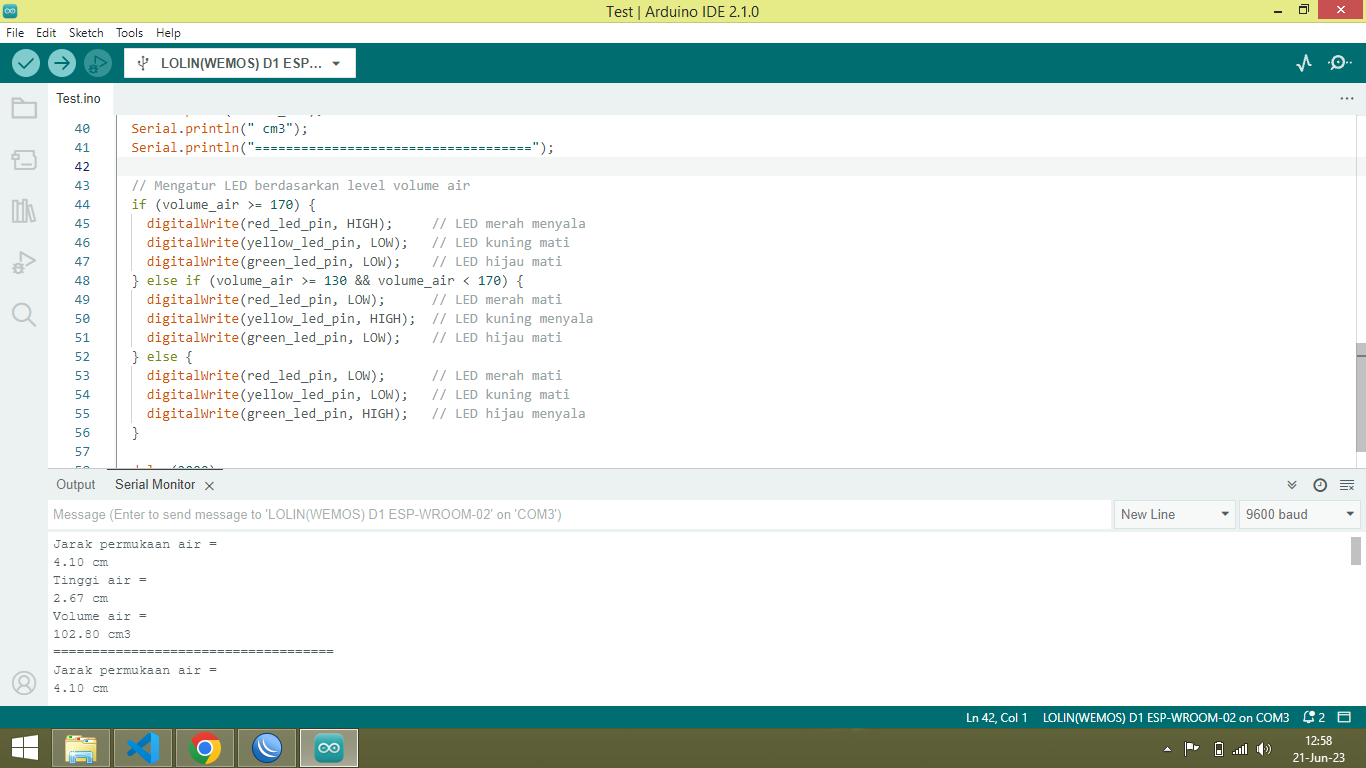 Test | Arduino IDE 2.1.0
File Edit Sketch Tools Help
LOLIN(WEMOS) D1 ESP...
Test.ino
40 Serial.println(" cm3");
41 Serial.println("====================================");
42
43 // Mengatur LED berdasarkan level volume air
44 if (volume_air >= 170) {
45 digitalWrite(red_led_pin, HIGH); // LED merah menyala
46 digitalWrite(yellow_led_pin, LOW); // LED kuning mati
47 digitalWrite(green_led_pin, LOW); // LED hijau mati
48 } else if (volume_air >= 130 && volume_air < 170) {
49 digitalWrite(red_led_pin, LOW); // LED merah mati
50 digitalWrite(yellow_led_pin, HIGH); // LED kuning menyala
51 digitalWrite(green_led_pin, LOW); // LED hijau mati
52 } else {
53 digitalWrite(red_led_pin, LOW); // LED merah mati
54 digitalWrite(yellow_led_pin, LOW); // LED kuning mati
55 digitalWrite(green_led_pin, HIGH); // LED hijau menyala
56 }
57
Output Serial Monitor
Message (Enter to send message to 'LOLIN(WEMOS) D1 ESP-WROOM-02' on 'COM3')
New Line
9600 baud
Jarak permukaan air =
4.10 cm
Tinggi air =
2.67 cm
Volume air =
102.80 cm3
====================================
Jarak permukaan air =
4.10 cm
Ln 42, Col 1 LOLIN(WEMOS) D1 ESP-WROOM-02 on COM3 2
12:58
21-Jun-23